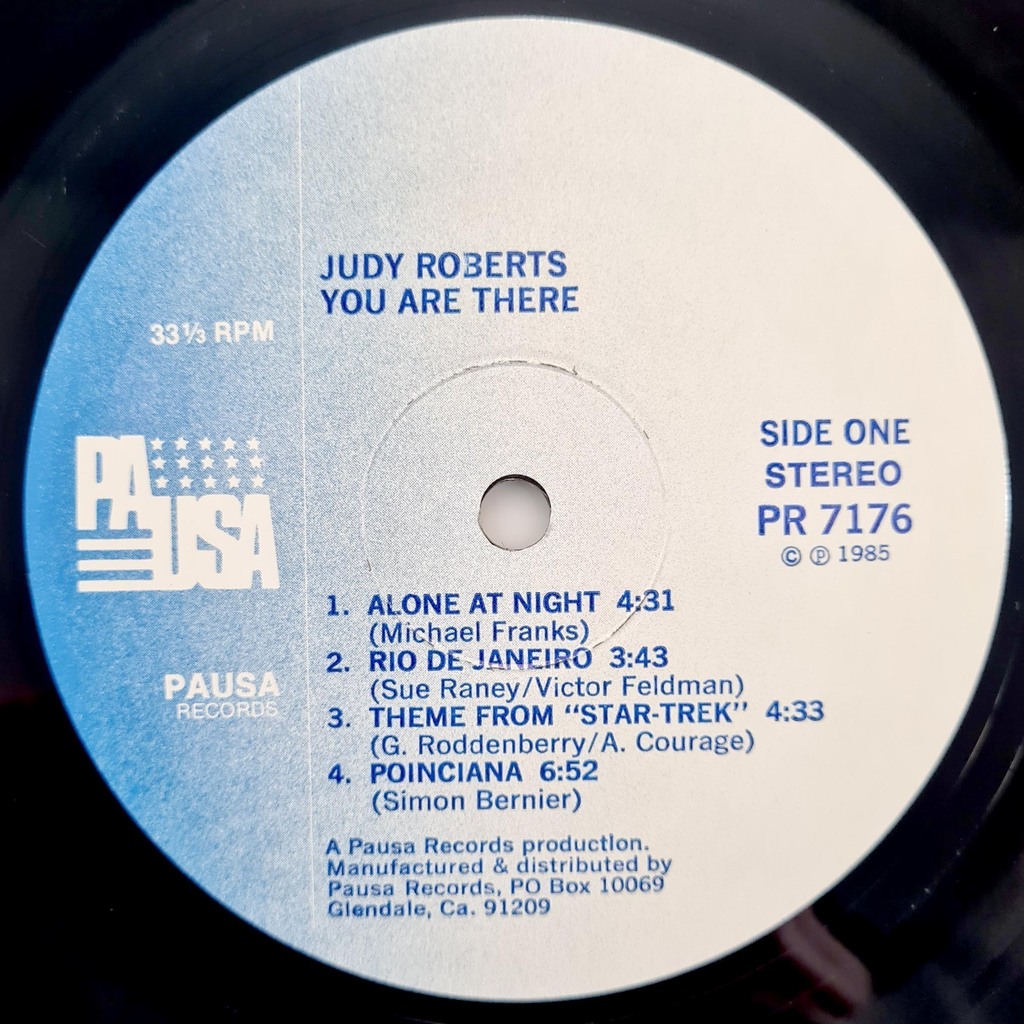 JUDY ROBERTS
YOU ARE THERE
33⅓ RPM
PAUSA
PAUSA
RECORDS
SIDE ONE
STEREO
PR 7176
© ℗ 1985
1. ALONE AT NIGHT 4:31
(Michael Franks)
2. RIO DE JANEIRO 3:43
(Sue Raney/Victor Feldman)
3. THEME FROM “STAR-TREK” 4:33
(G. Roddenberry/A. Courage)
4. POINCIANA 6:52
(Simon Bernier)
A Pausa Records production.
Manufactured & distributed by
Pausa Records, PO Box 10069
Glendale, Ca. 91209